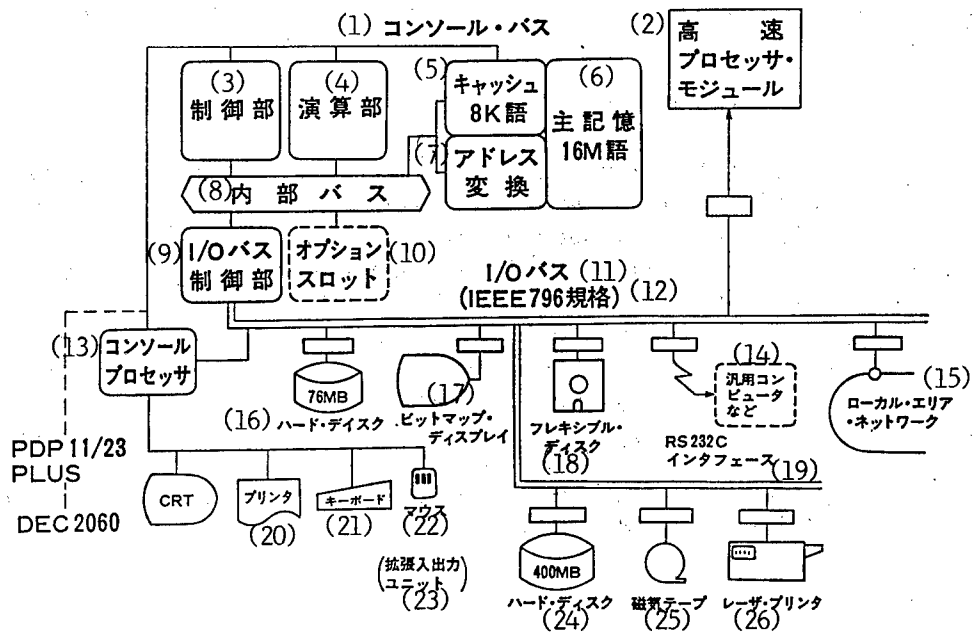 (1) コンソール・バス
(2) 高速
プロセッサ・
モジュール
(3)
制御部
(4)
演算部
(5)
キャッシュ
8K語
(6)
主記憶
16M語
(7) アドレス
変換
(8) 内部バス
(9) I/Oバス
制御部
オプション (10)
スロット
I/Oバス (11)
(IEEE796規格) (12)
(13) コンソール
プロセッサ
(14)
汎用コン
ピュータ
など
(15)
ローカル・エリア
・ネットワーク
76MB
(16) ハード・デイスク
(17)
ビットマップ・
ディスプレイ
フレキシブル・
ディスク
(18)
RS232C
インタフェース (19)
PDP 11/23
PLUS
DEC 2060
CRT
プリンタ
(20)
キーボード
(21)
マウス
(22)
(拡張入出力
ユニット)
(23)
400MB
ハード・ディスク
(24)
磁気テープ
(25)
レーザ・プリンタ
(26)